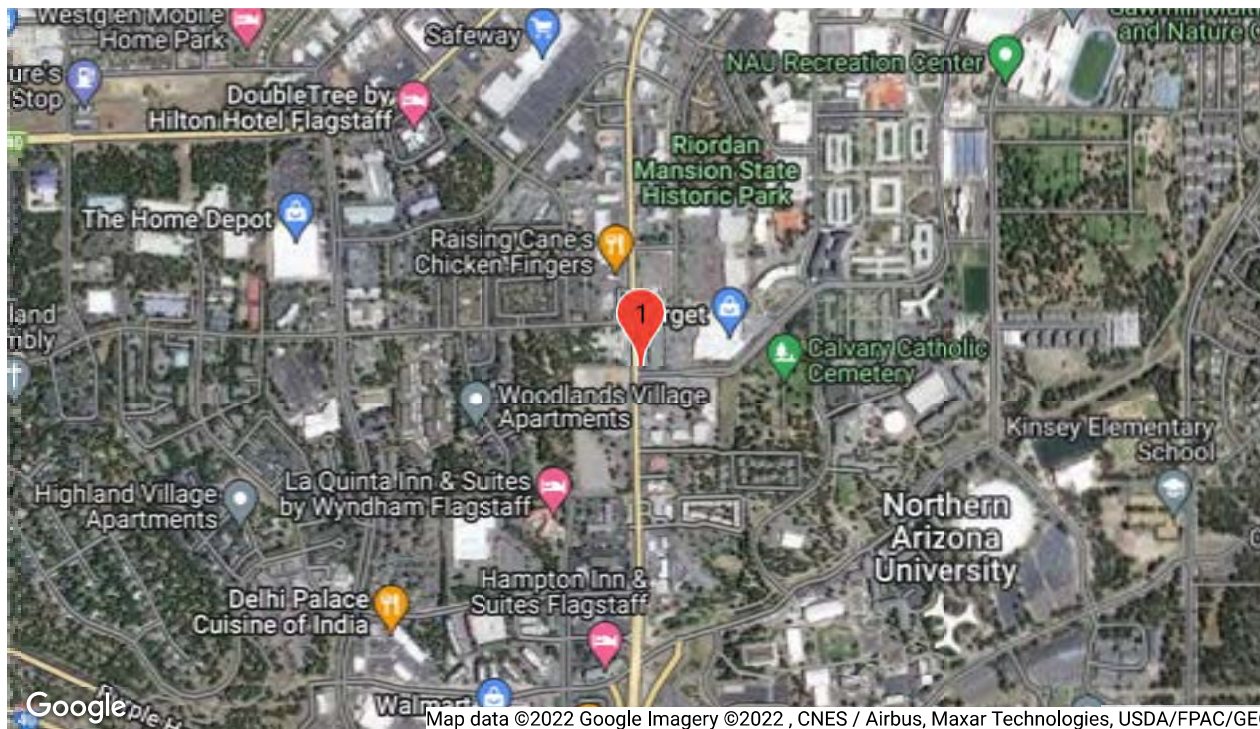 Westglen Mobile
Home Park
Safeway
and Nature
NAU Recreation Center
ure's
Stop
DoubleTree by
Hilton Hotel Flagstaff
Riordan
Mansion State
Historic Park
The Home Depot
Raising Cane's
Chicken Fingers
land
mbly
1
rget
Calvary Catholic
Cemetery
Woodlands Village
Apartments
Kinsey Elementary
School
La Quinta Inn & Suites
by Wyndham Flagstaff
Highland Village
Apartments
Northern
Arizona
University
Hampton Inn &
Suites Flagstaff
Delhi Palace
Cuisine of India
Walmart
Google
Map data ©2022 Google Imagery ©2022 , CNES / Airbus, Maxar Technologies, USDA/FPAC/GE